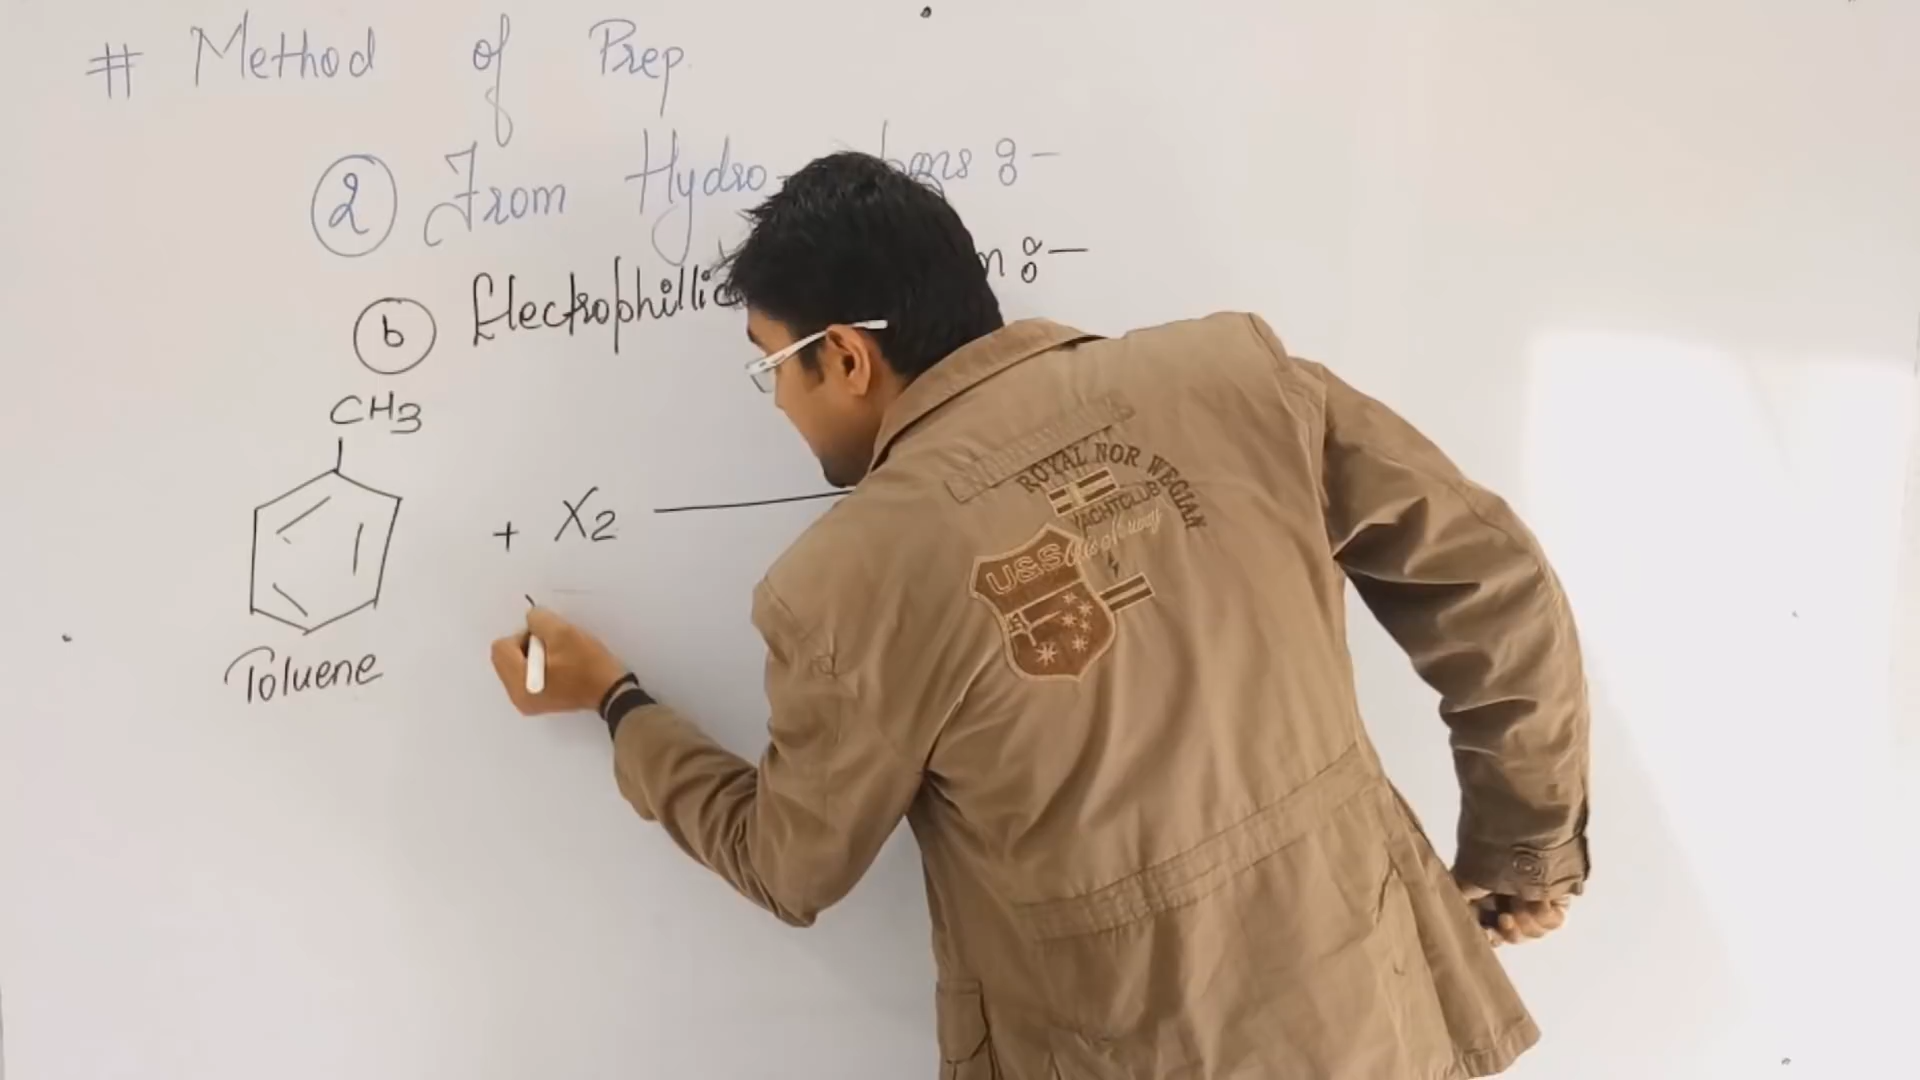 # Method of Prep.
2 From Hydro
b Electrophillic
CH3
+ X2
Toluene
ROYAL NOR WEGIAN
YACHTCLUB
U&S